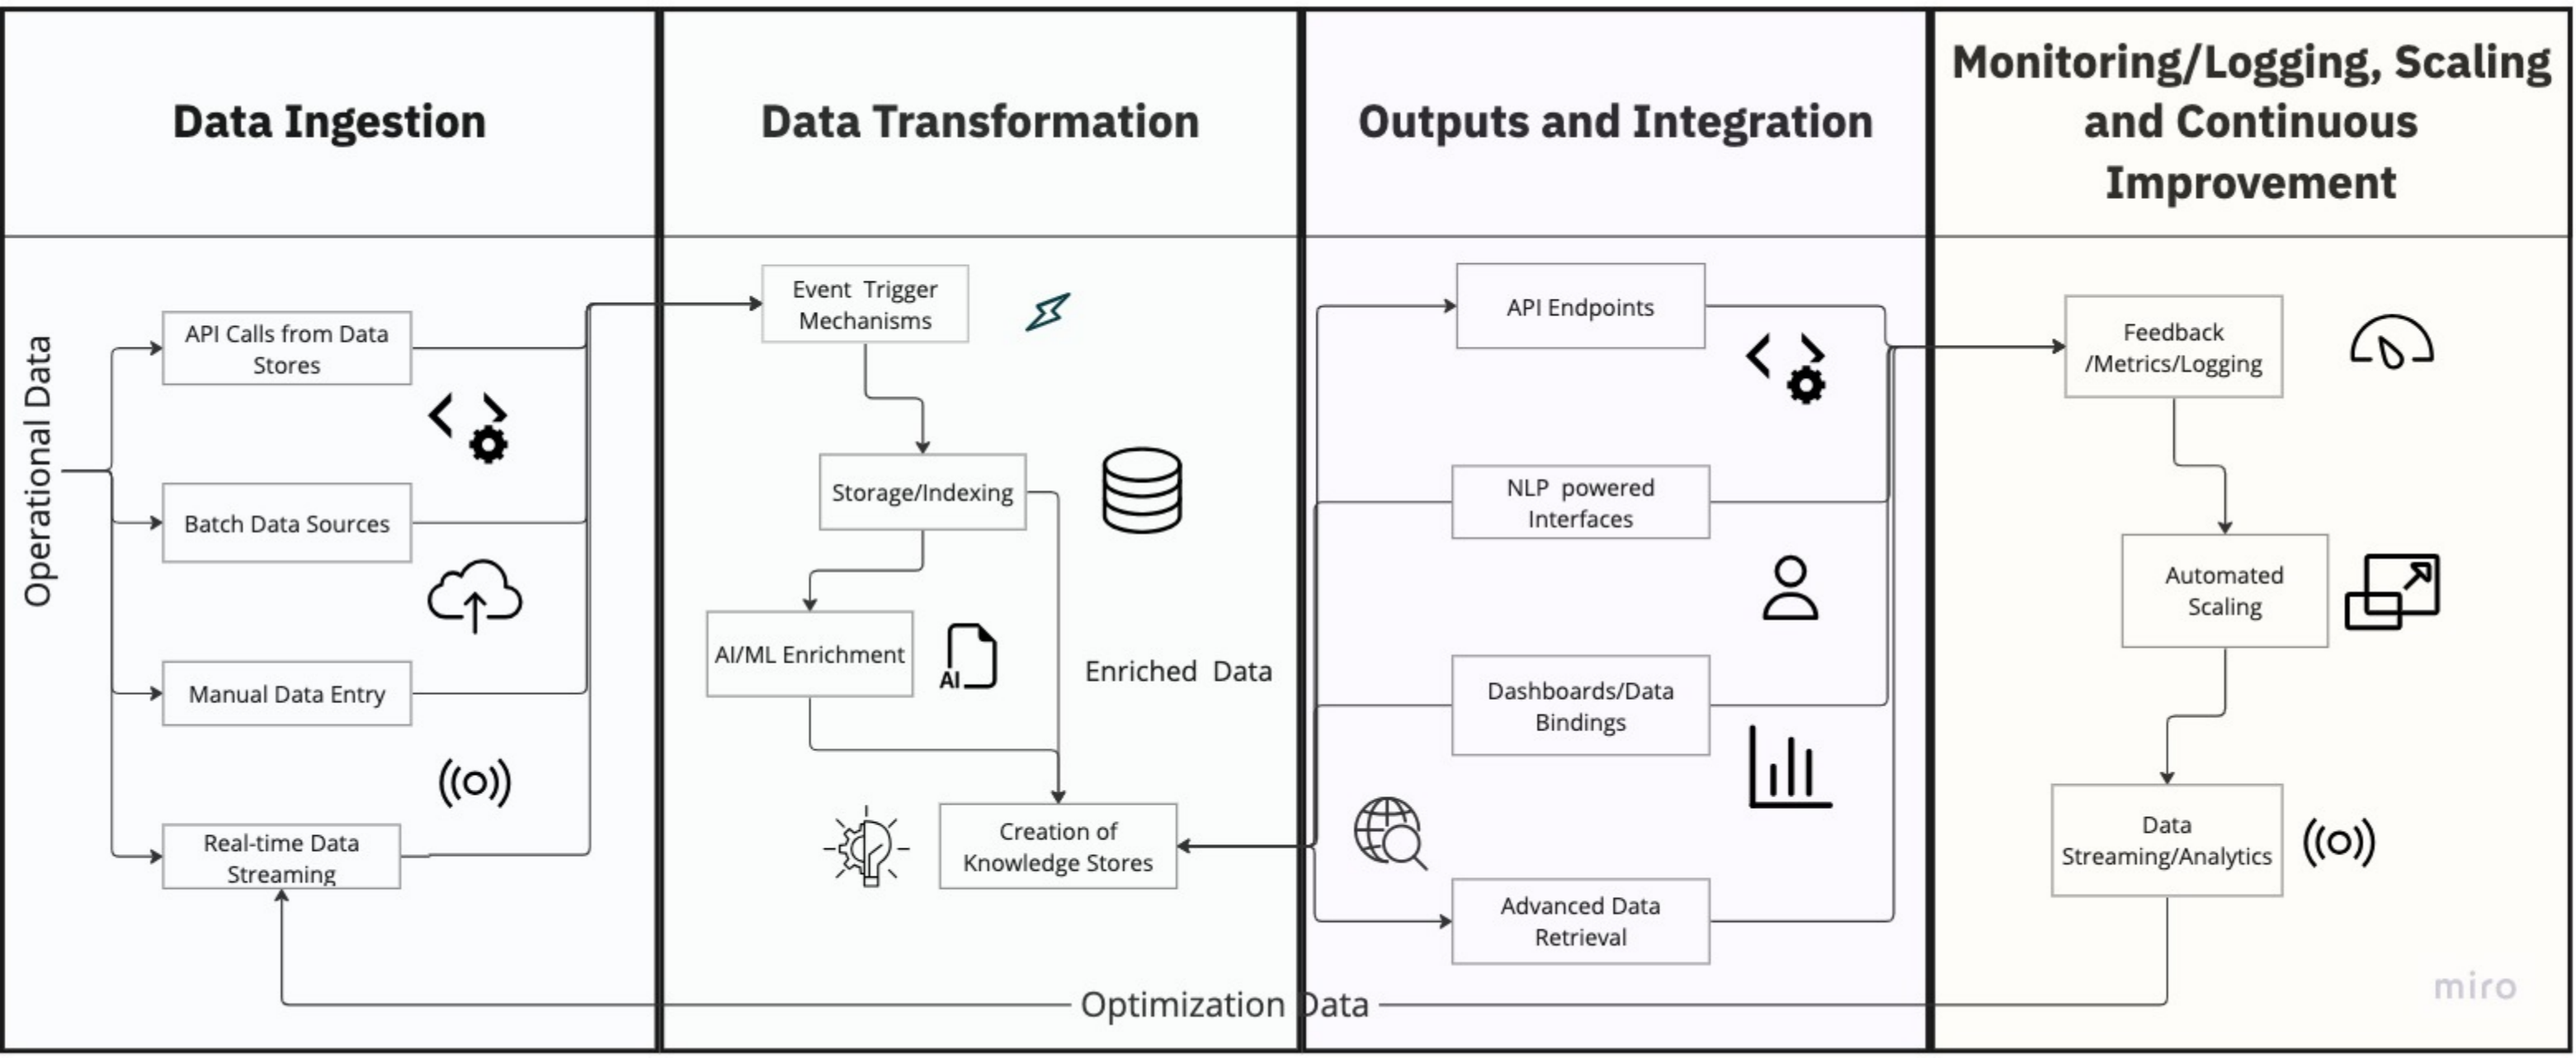 Data Ingestion
Data Transformation
Outputs and Integration
Monitoring/Logging, Scaling
and Continuous
Improvement
Operational Data
API Calls from Data
Stores
Batch Data Sources
Manual Data Entry
Real-time Data
Streaming
Event Trigger
Mechanisms
Storage/Indexing
AI/ML Enrichment
AI
Enriched Data
Creation of
Knowledge Stores
API Endpoints
NLP powered
Interfaces
Dashboards/Data
Bindings
Advanced Data
Retrieval
Feedback
/Metrics/Logging
Automated
Scaling
Data
Streaming/Analytics
Optimization Data
miro